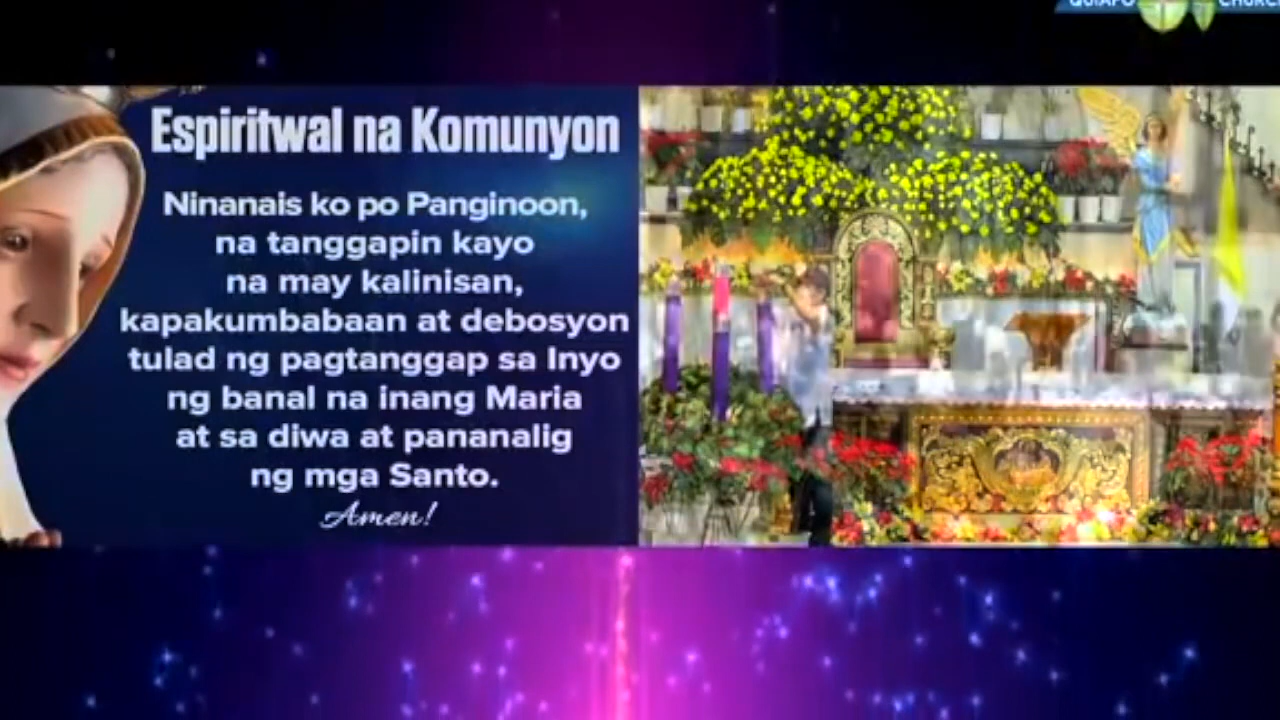 QUIAPO CHURCH
Espiritwal na Komunyon
Ninanais ko po Panginoon,
na tanggapin kayo
na may kalinisan,
kapakumbabaan at debosyon
tulad ng pagtanggap sa Inyo
ng banal na inang Maria
at sa diwa at pananalig
ng mga Santo.
Amen!